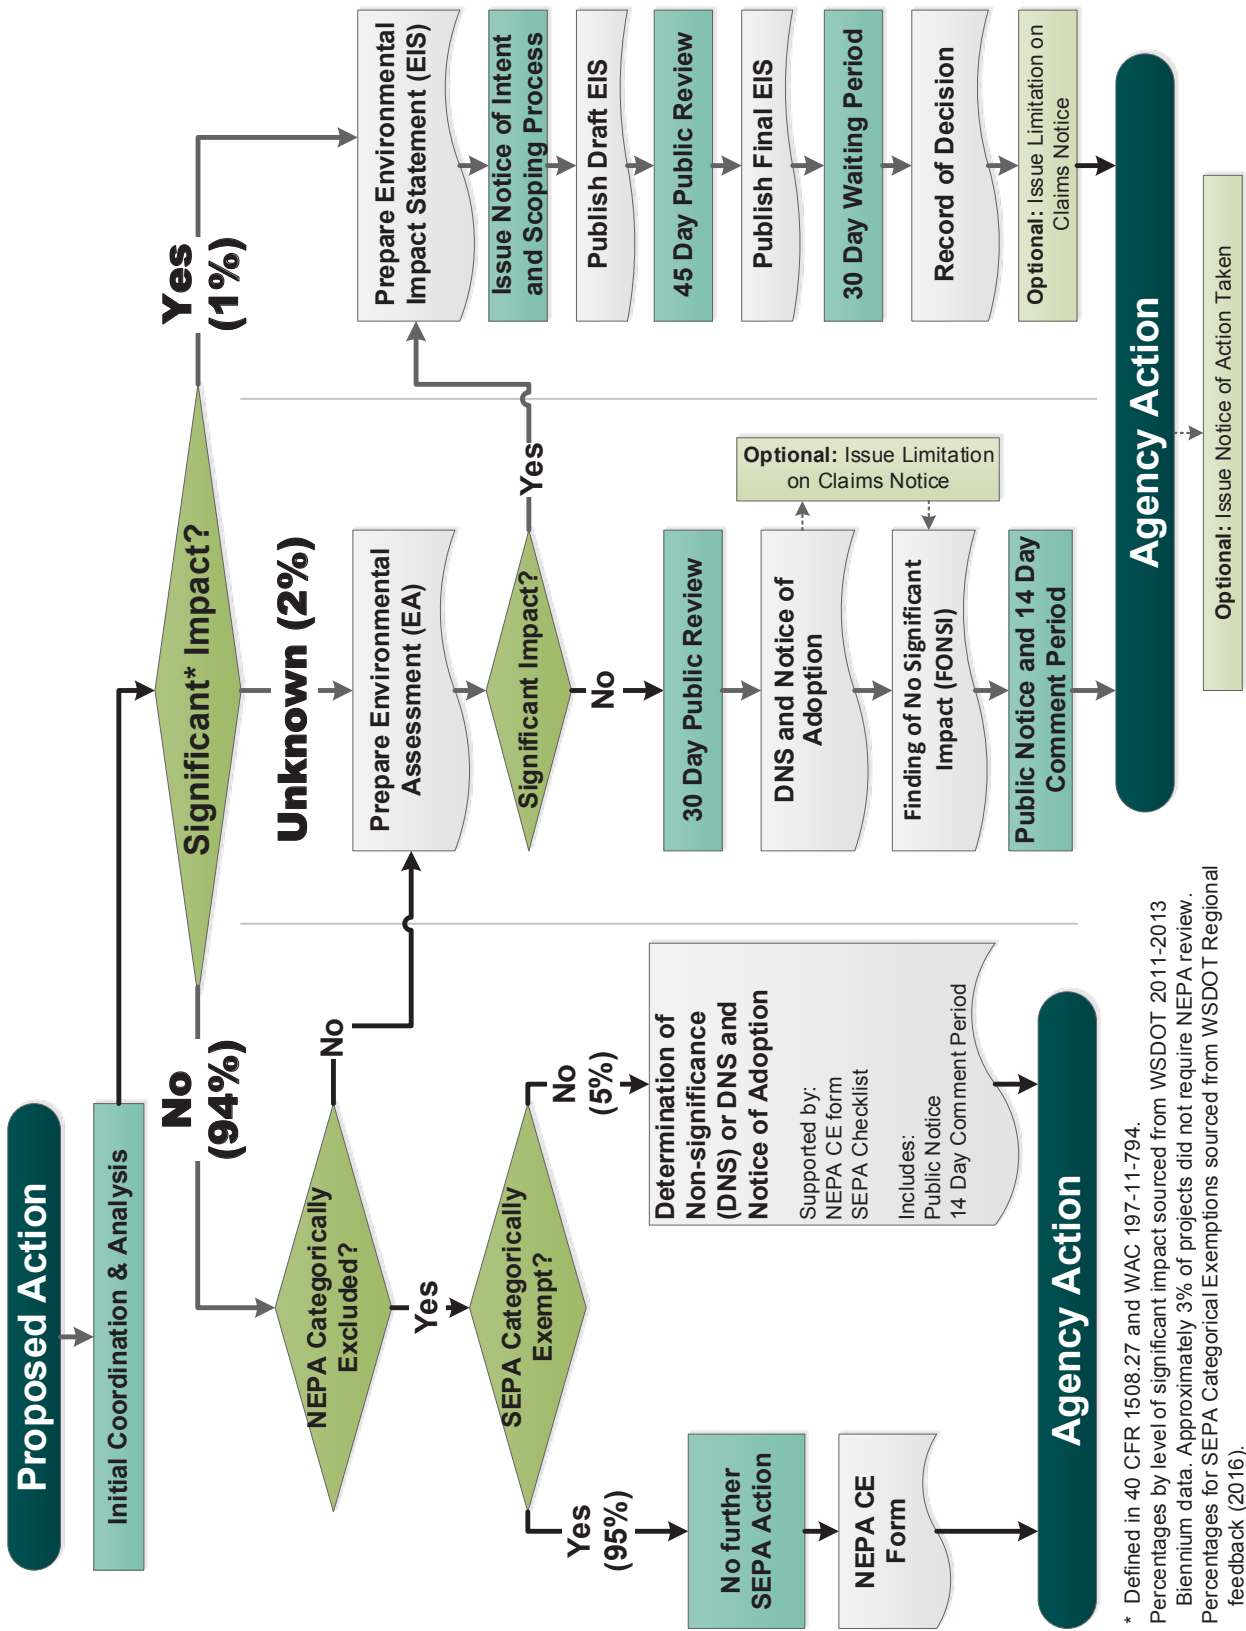 Proposed Action
Initial Coordination & Analysis
Significant* Impact?
No
(94%)
Unknown (2%)
Yes
(1%)
NEPA Categorically
Excluded?
No
Yes
SEPA Categorically
Exempt?
Yes
(95%)
No
(5%)
No further
SEPA Action
NEPA CE
Form
Determination of
Non-significance
(DNS) or DNS and
Notice of Adoption
Supported by:
NEPA CE form
SEPA Checklist
Includes:
Public Notice
14 Day Comment Period
Agency Action
Prepare Environmental
Assessment (EA)
Significant Impact?
Yes
No
30 Day Public Review
DNS and Notice of
Adoption
Optional: Issue Limitation
on Claims Notice
Finding of No Significant
Impact (FONSI)
Public Notice and 14 Day
Comment Period
Prepare Environmental
Impact Statement (EIS)
Issue Notice of Intent
and Scoping Process
Publish Draft EIS
45 Day Public Review
Publish Final EIS
30 Day Waiting Period
Record of Decision
Optional: Issue Limitation on
Claims Notice
Agency Action
Optional: Issue Notice of Action Taken
* Defined in 40 CFR 1508.27 and WAC 197-11-794.
Percentages by level of significant impact sourced from WSDOT 2011-2013
Biennium data. Approximately 3% of projects did not require NEPA review.
Percentages for SEPA Categorical Exemptions sourced from WSDOT Regional
feedback (2016).